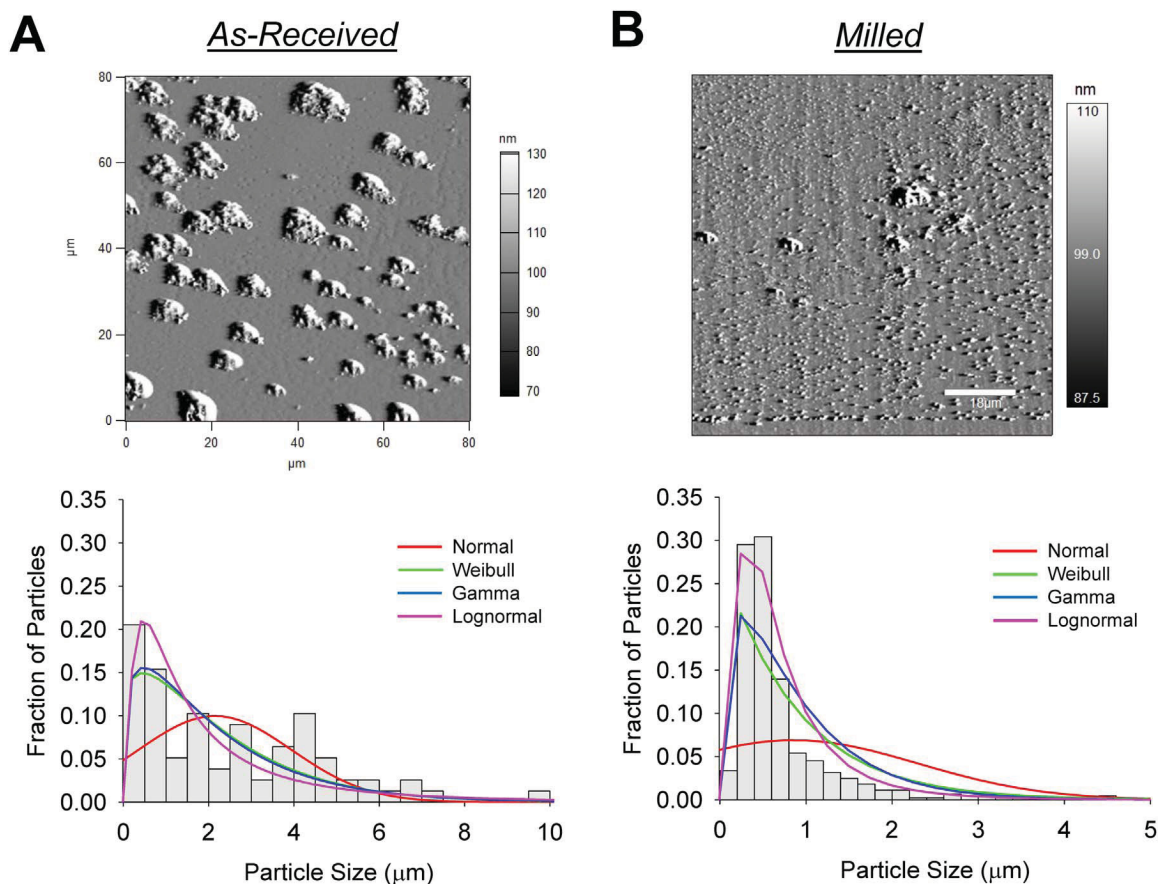 A
As-Received
B
Milled
80
60
40
20
0
µm
0
20
40
60
80
µm
nm
130
120
110
100
90
80
70
nm
110
99.0
87.5
18µm
0.35
0.30
0.25
0.20
0.15
0.10
0.05
0.00
Fraction of Particles
Normal
Weibull
Gamma
Lognormal
0
2
4
6
8
10
Particle Size (µm)
0.35
0.30
0.25
0.20
0.15
0.10
0.05
0.00
Fraction of Particles
Normal
Weibull
Gamma
Lognormal
0
1
2
3
4
5
Particle Size (µm)